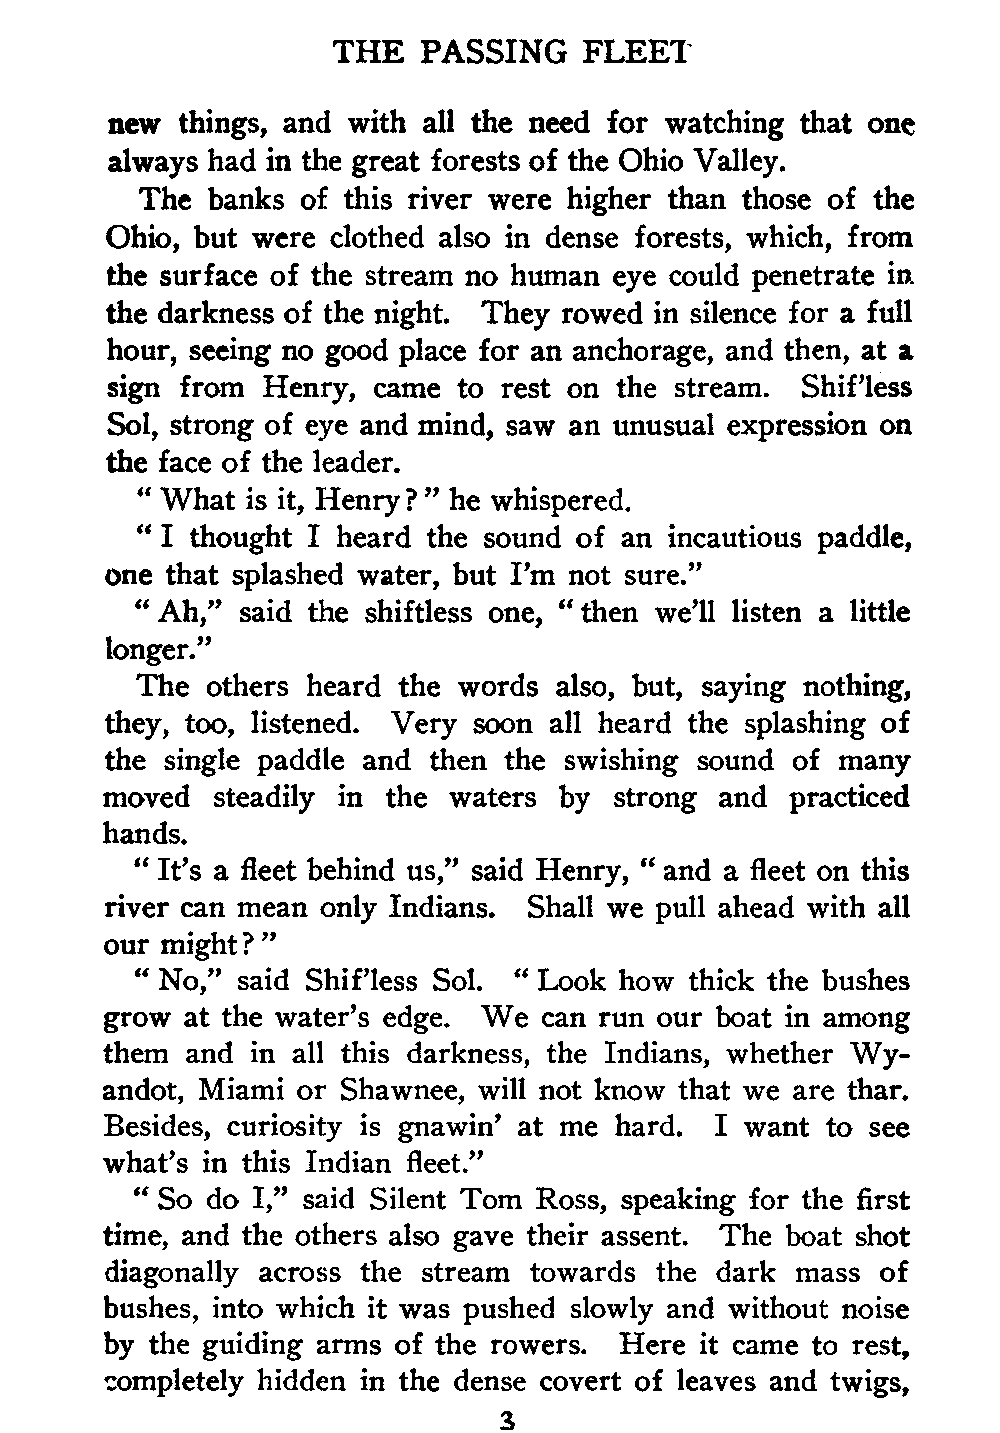 THE PASSING FLEET
new things, and with all the need for watching that one
always had in the great forests of the Ohio Valley.
The banks of this river were higher than those of the
Ohio, but were clothed also in dense forests, which, from
the surface of the stream no human eye could penetrate in
the darkness of the night. They rowed in silence for a full
hour, seeing no good place for an anchorage, and then, at a
sign from Henry, came to rest on the stream. Shif'less
Sol, strong of eye and mind, saw an unusual expression on
the face of the leader.
“ What is it, Henry? ” he whispered.
“ I thought I heard the sound of an incautious paddle,
one that splashed water, but I'm not sure.”
“ Ah,” said the shiftless one, “ then we'll listen a little
longer.”
The others heard the words also, but, saying nothing,
they, too, listened. Very soon all heard the splashing of
the single paddle and then the swishing sound of many
moved steadily in the waters by strong and practiced
hands.
“ It's a fleet behind us,” said Henry, “ and a fleet on this
river can mean only Indians. Shall we pull ahead with all
our might? ”
“ No,” said Shif'less Sol. “ Look how thick the bushes
grow at the water's edge. We can run our boat in among
them and in all this darkness, the Indians, whether Wy-
andot, Miami or Shawnee, will not know that we are thar.
Besides, curiosity is gnawin' at me hard. I want to see
what's in this Indian fleet.”
“ So do I,” said Silent Tom Ross, speaking for the first
time, and the others also gave their assent. The boat shot
diagonally across the stream towards the dark mass of
bushes, into which it was pushed slowly and without noise
by the guiding arms of the rowers. Here it came to rest,
completely hidden in the dense covert of leaves and twigs,
3